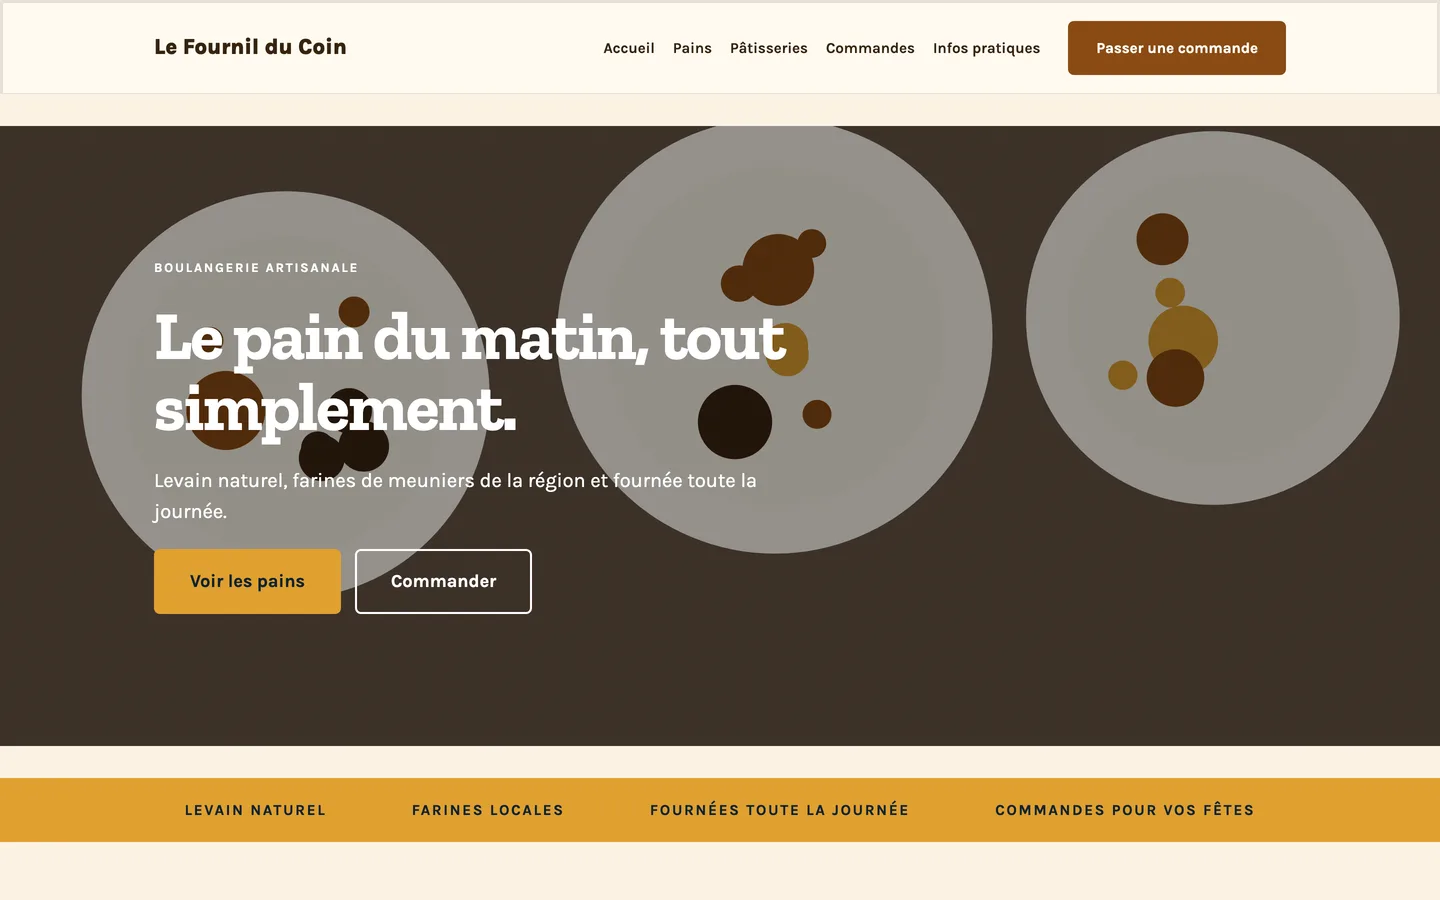 Le Fournil du Coin
Accueil Pains Pâtisseries Commandes Infos pratiques Passer une commande
BOULANGERIE ARTISANALE
Le pain du matin, tout
simplement.
Levain naturel, farines de meuniers de la région et fournée toute la
journée.
Voir les pains Commander
LEVAIN NATUREL FARINES LOCALES FOURNÉES TOUTE LA JOURNÉE COMMANDES POUR VOS FÊTES